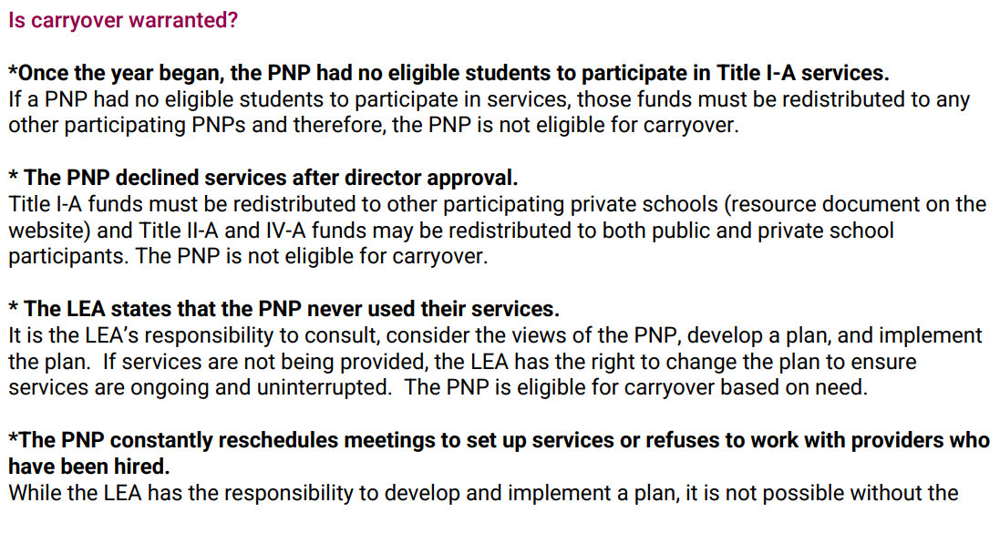 Is carryover warranted?
*Once the year began, the PNP had no eligible students to participate in Title I-A services.
If a PNP had no eligible students to participate in services, those funds must be redistributed to any
other participating PNPs and therefore, the PNP is not eligible for carryover.
* The PNP declined services after director approval.
Title I-A funds must be redistributed to other participating private schools (resource document on the
website) and Title II-A and IV-A funds may be redistributed to both public and private school
participants. The PNP is not eligible for carryover.
* The LEA states that the PNP never used their services.
It is the LEA’s responsibility to consult, consider the views of the PNP, develop a plan, and implement
the plan.  If services are not being provided, the LEA has the right to change the plan to ensure
services are ongoing and uninterrupted.  The PNP is eligible for carryover based on need.
*The PNP constantly reschedules meetings to set up services or refuses to work with providers who
have been hired.
While the LEA has the responsibility to develop and implement a plan, it is not possible without the